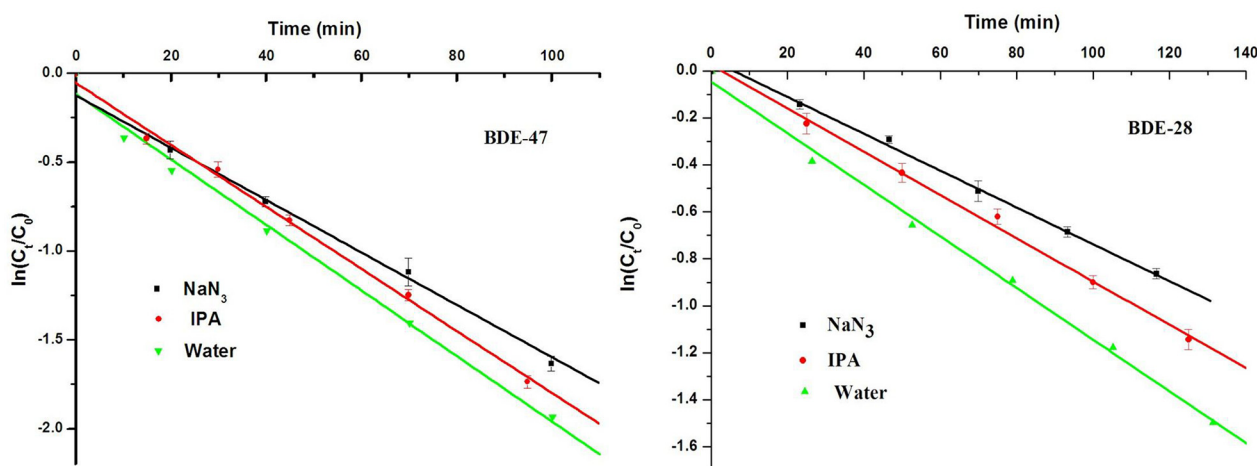 Time (min)
0 20 40 60 80 100
0.0
-0.5
-1.0
-1.5
-2.0
ln(Ct/C0)
BDE-47
NaN3
IPA
Water
Time (min)
0 20 40 60 80 100 120 140
0.0
-0.2
-0.4
-0.6
-0.8
-1.0
-1.2
-1.4
-1.6
ln(Ct/C0)
BDE-28
NaN3
IPA
Water